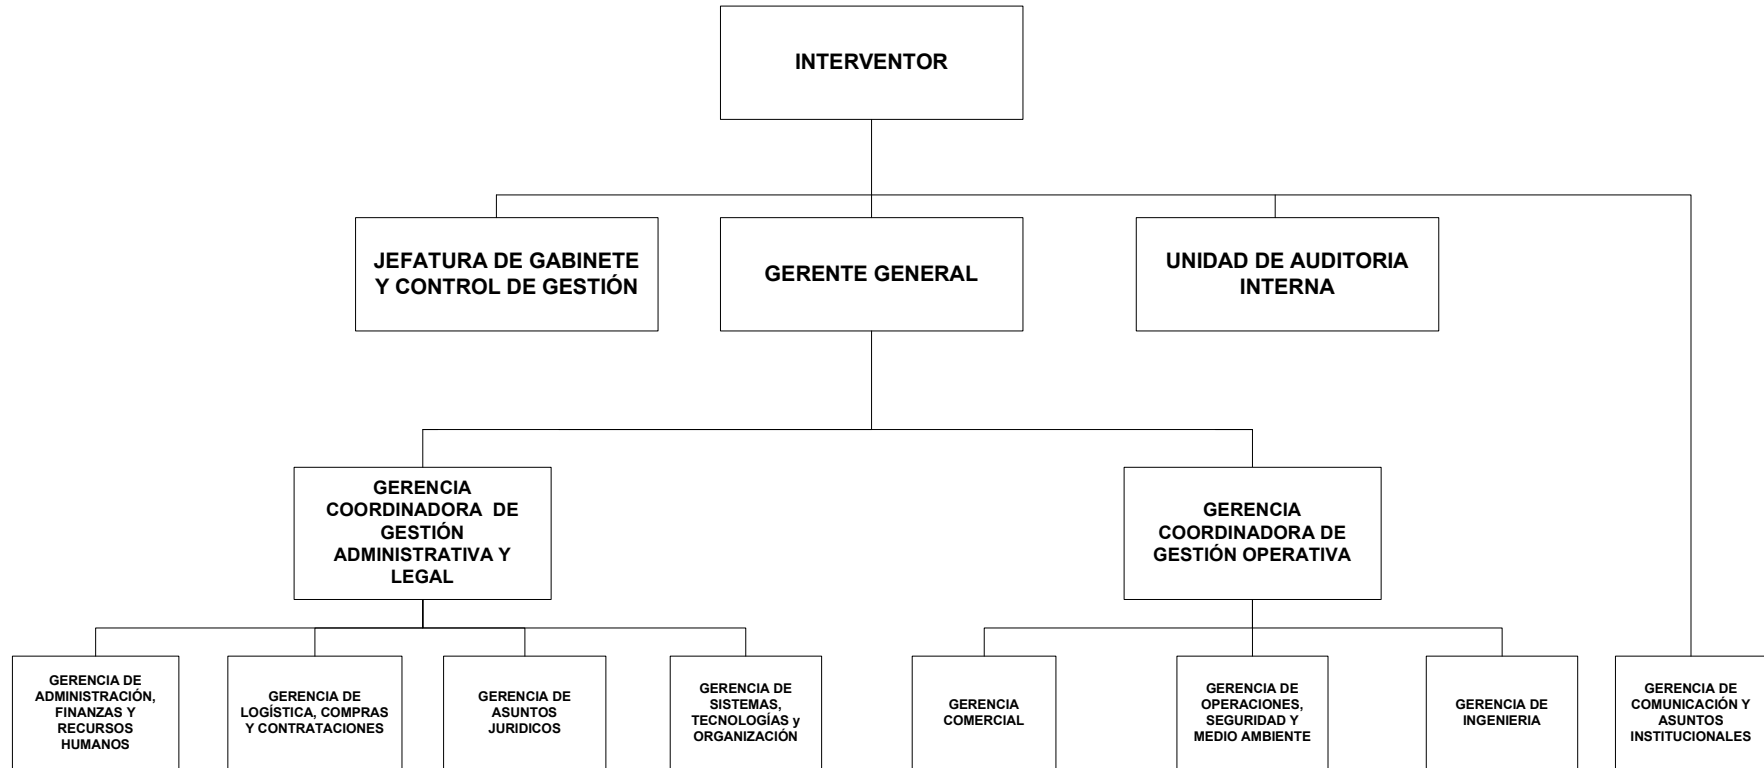 INTERVENTOR
JEFATURA DE GABINETE
Y CONTROL DE GESTIÓN
GERENTE GENERAL
UNIDAD DE AUDITORIA
INTERNA
GERENCIA
COORDINADORA DE
GESTIÓN
ADMINISTRATIVA Y
LEGAL
GERENCIA
COORDINADORA DE
GESTIÓN OPERATIVA
GERENCIA DE
ADMINISTRACIÓN,
FINANZAS Y
RECURSOS
HUMANOS
GERENCIA DE
LOGÍSTICA, COMPRAS
Y CONTRATACIONES
GERENCIA DE
ASUNTOS
JURIDICOS
GERENCIA DE
SISTEMAS,
TECNOLOGÍAS y
ORGANIZACIÓN
GERENCIA
COMERCIAL
GERENCIA DE
OPERACIONES,
SEGURIDAD Y
MEDIO AMBIENTE
GERENCIA DE
INGENIERIA
GERENCIA DE
COMUNICACIÓN Y
ASUNTOS
INSTITUCIONALES